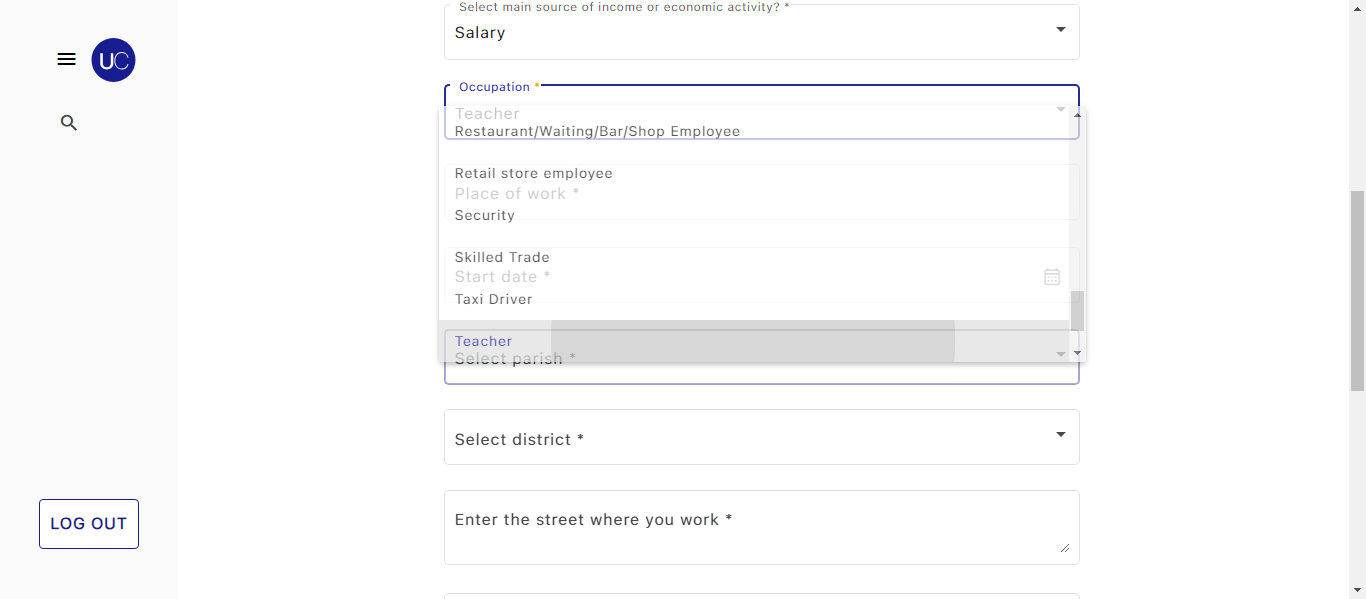 Select main source of income or economic activity? *
Salary
UC
Occupation *
Teacher
Restaurant/Waiting/Bar/Shop Employee
Retail store employee
Place of work *
Security
Skilled Trade
Start date *
Taxi Driver
Teacher
Select parish *
Select district *
LOG OUT
Enter the street where you work *